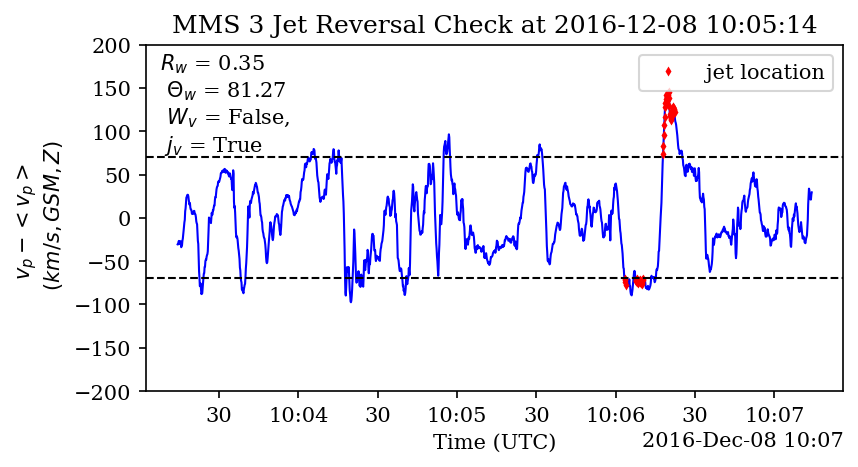 MMS 3 Jet Reversal Check at 2016-12-08 10:05:14
R_w = 0.35
Θ_w = 81.27
W_v = False,
j_v = True
jet location
v_p − <v_p>
(km/s, GSM, Z)
200
150
100
50
0
−50
−100
−150
−200
30 10:04 30 10:05 30 10:06 30 10:07
Time (UTC)
2016-Dec-08 10:07